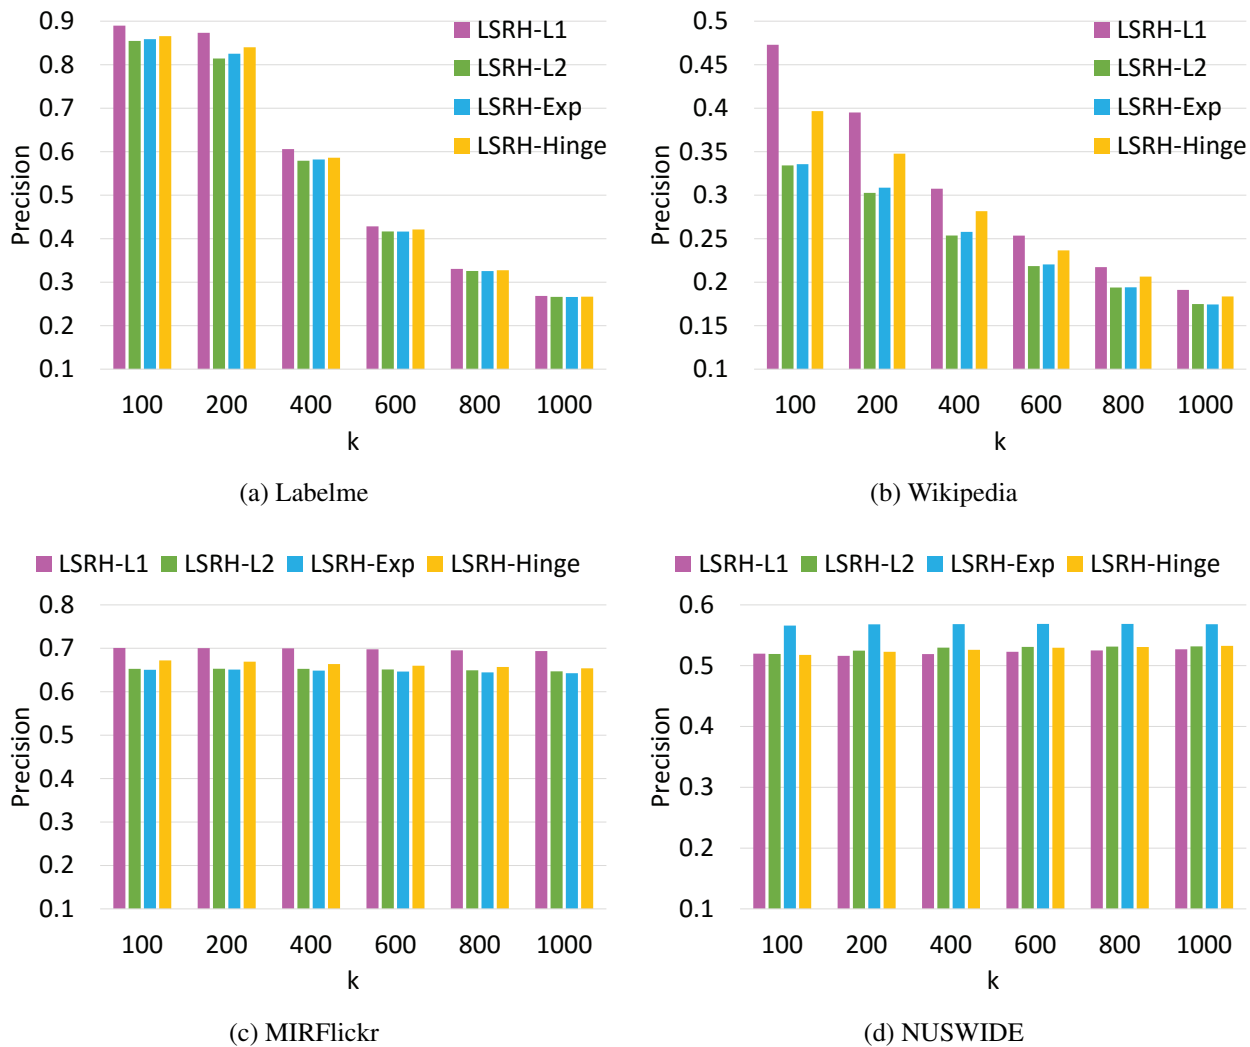 LSRH-L1
LSRH-L2
LSRH-Exp
LSRH-Hinge
Precision
0.9
0.8
0.7
0.6
0.5
0.4
0.3
0.2
0.1
100 200 400 600 800 1000
k
(a) Labelme
LSRH-L1
LSRH-L2
LSRH-Exp
LSRH-Hinge
Precision
0.5
0.45
0.4
0.35
0.3
0.25
0.2
0.15
0.1
100 200 400 600 800 1000
k
(b) Wikipedia
LSRH-L1 LSRH-L2 LSRH-Exp LSRH-Hinge
Precision
0.8
0.7
0.6
0.5
0.4
0.3
0.2
0.1
100 200 400 600 800 1000
k
(c) MIRFlickr
LSRH-L1 LSRH-L2 LSRH-Exp LSRH-Hinge
Precision
0.6
0.5
0.4
0.3
0.2
0.1
100 200 400 600 800 1000
k
(d) NUSWIDE